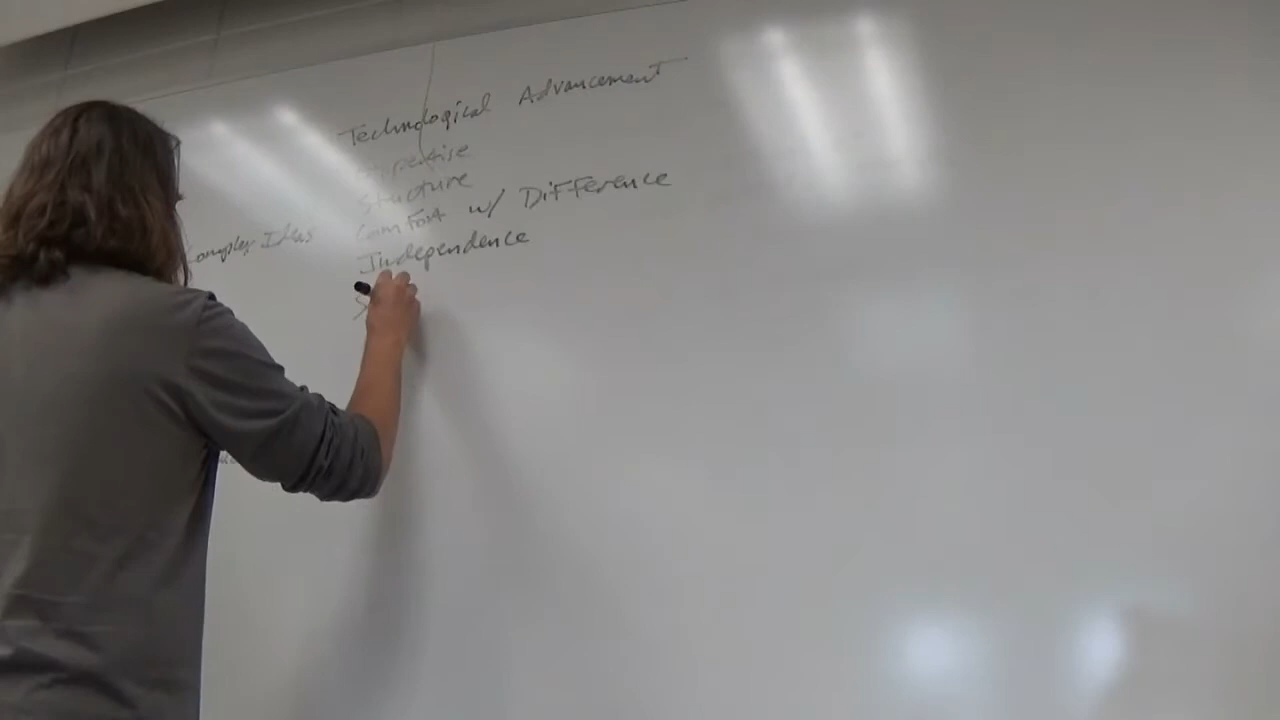 Technological Advancement
Expertise
Structure
Comfort w/ Difference
Complex Ideas
Independence